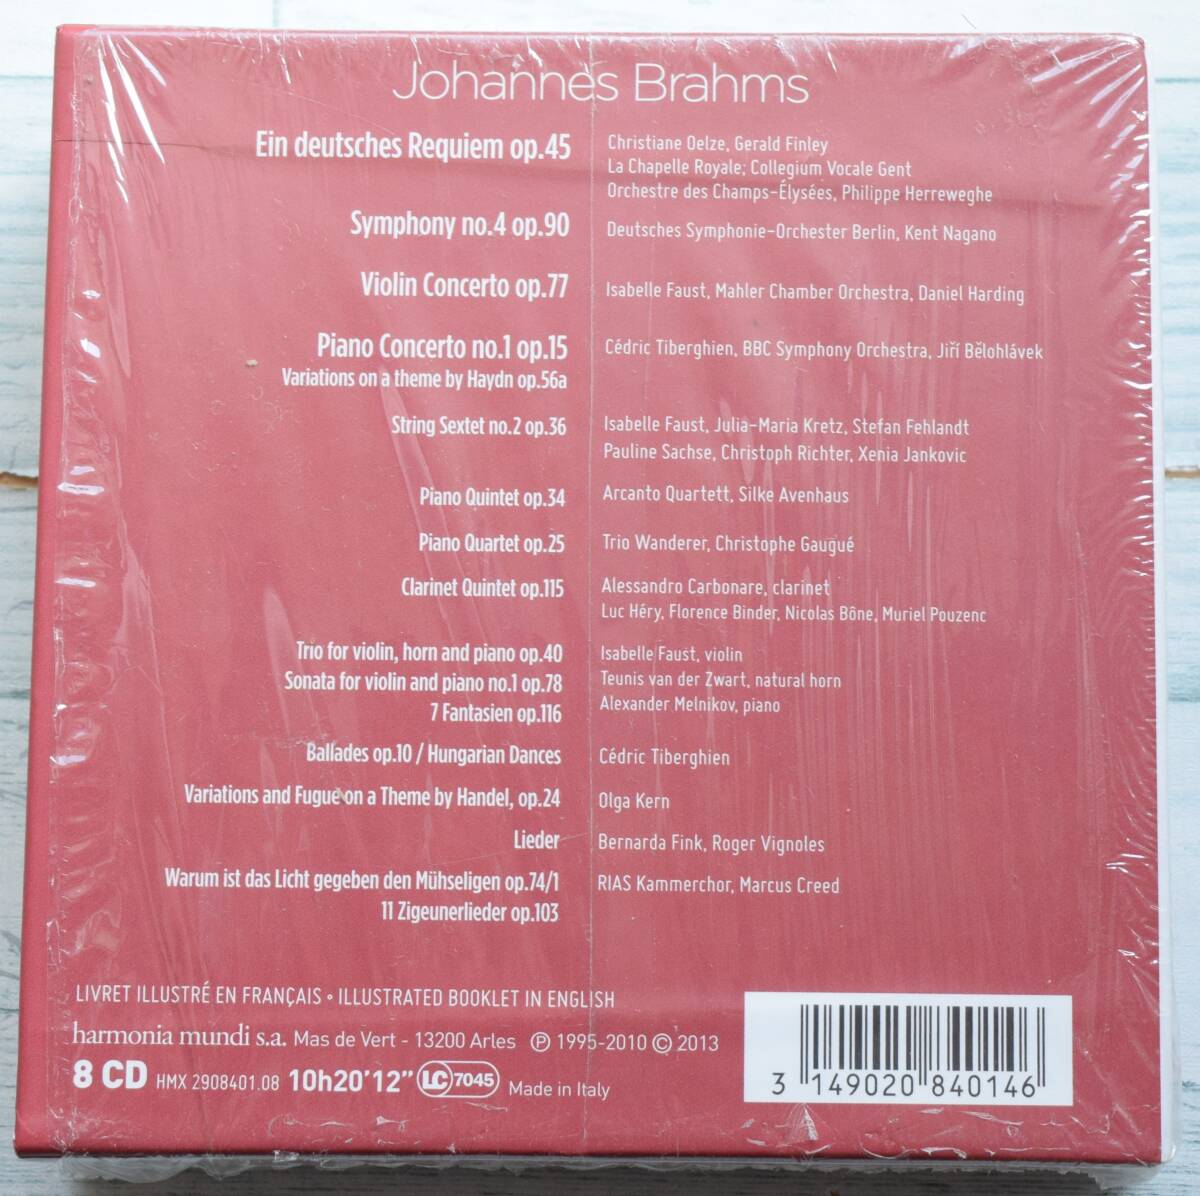 Johannes Brahms
Ein deutsches Requiem op.45
Christiane Oelze, Gerald Finley
La Chapelle Royale; Collegium Vocale Gent
Orchestre des Champs-Élysées, Philippe Herreweghe
Symphony no.4 op.90
Deutsches Symphonie-Orchester Berlin, Kent Nagano
Violin Concerto op.77
Isabelle Faust, Mahler Chamber Orchestra, Daniel Harding
Piano Concerto no.1 op.15
Cédric Tiberghien, BBC Symphony Orchestra, Jiří Bělohlávek
Variations on a theme by Haydn op.56a
String Sextet no.2 op.36
Isabelle Faust, Julia-Maria Kretz, Stefan Fehlandt
Pauline Sachse, Christoph Richter, Xenia Jankovic
Piano Quintet op.34
Arcanto Quartett, Silke Avenhaus
Piano Quartet op.25
Trio Wanderer, Christophe Gaugué
Clarinet Quintet op.115
Alessandro Carbonare, clarinet
Luc Héry, Florence Binder, Nicolas Bône, Muriel Pouzenc
Trio for violin, horn and piano op.40
Isabelle Faust, violin
Sonata for violin and piano no.1 op.78
Teunis van der Zwart, natural horn
7 Fantasien op.116
Alexander Melnikov, piano
Ballades op.10 / Hungarian Dances
Cédric Tiberghien
Variations and Fugue on a Theme by Handel, op.24
Olga Kern
Lieder
Bernarda Fink, Roger Vignoles
Warum ist das Licht gegeben den Mühseligen op.74/1
RIAS Kammerchor, Marcus Creed
11 Zigeunerlieder op.103
LIVRET ILLUSTRÉ EN FRANÇAIS • ILLUSTRATED BOOKLET IN ENGLISH
harmonia mundi s.a. Mas de Vert - 13200 Arles ℗ 1995-2010 © 2013
8 CD HMX 2908401.08 10h20'12" LC 7045 Made in Italy
3 149020 840146